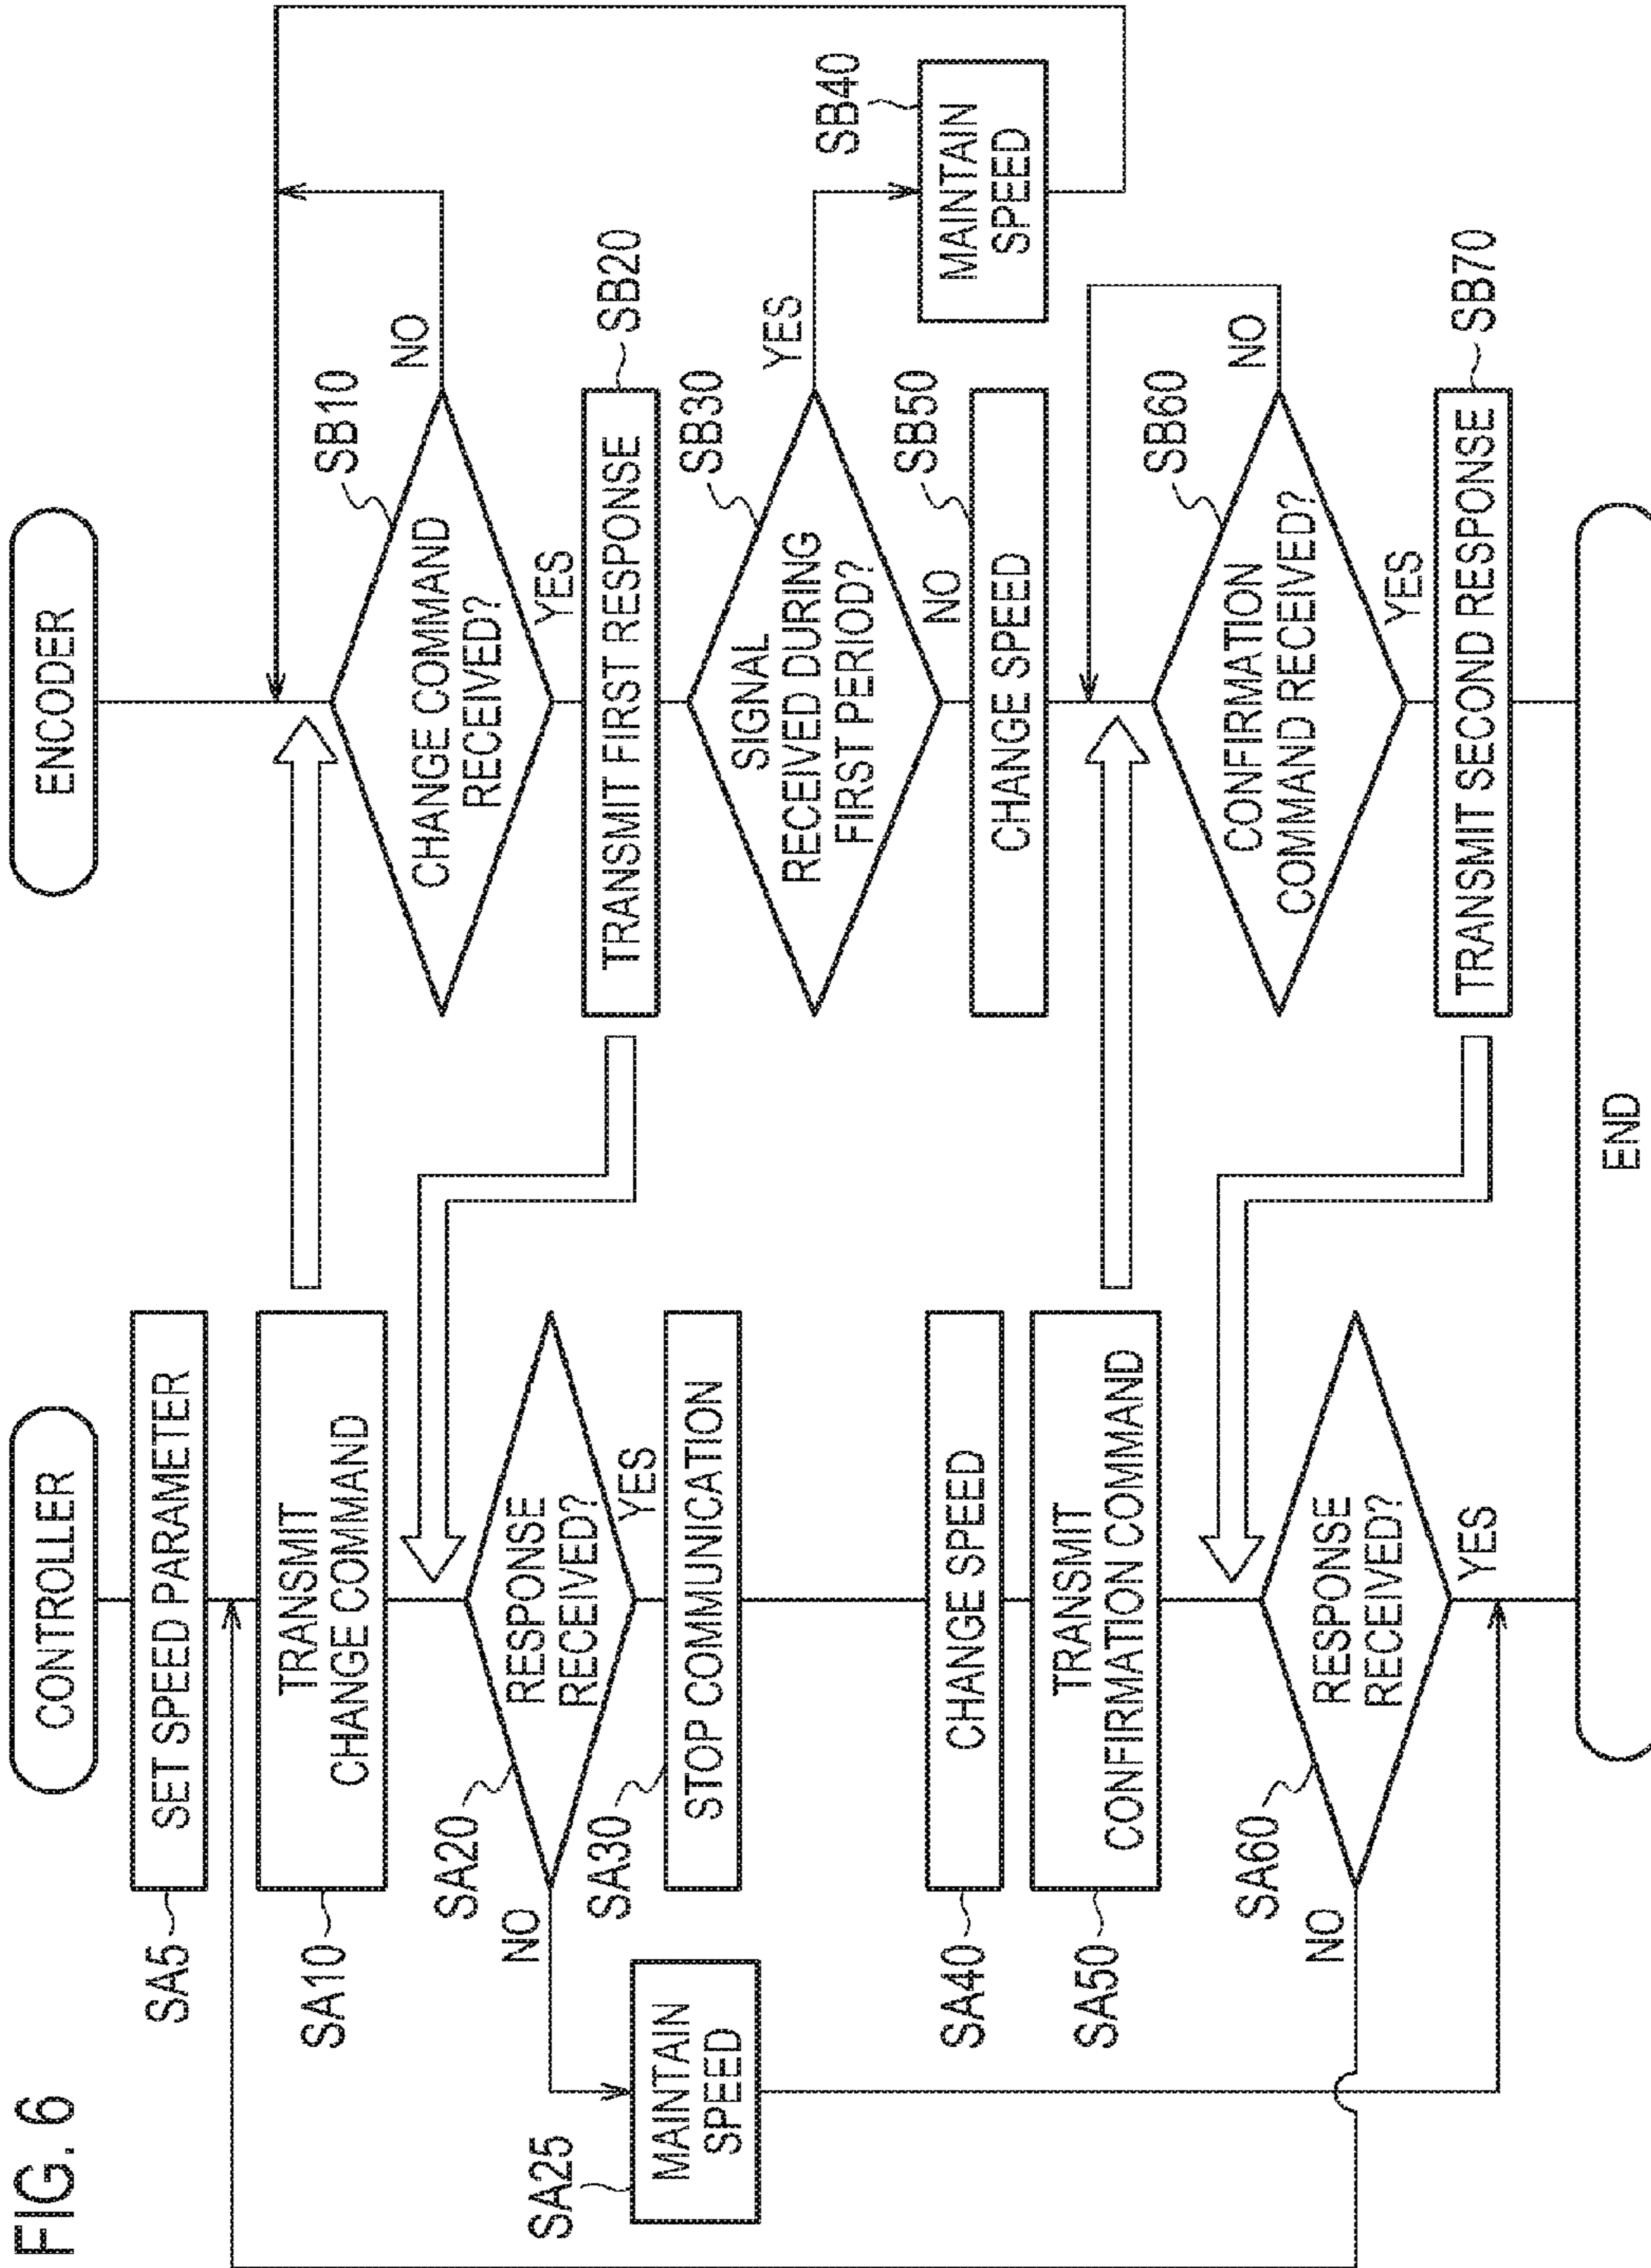 FIG. 6
CONTROLLER
SA5
SET SPEED PARAMETER
SA10
TRANSMIT
CHANGE COMMAND
SA20
RESPONSE
RECEIVED?
NO
YES
SA25
MAINTAIN
SPEED
SA30
STOP COMMUNICATION
SA40
CHANGE SPEED
SA50
TRANSMIT
CONFIRMATION COMMAND
SA60
RESPONSE
RECEIVED?
NO
YES
ENCODER
SB10
CHANGE COMMAND
RECEIVED?
NO
YES
SB20
TRANSMIT FIRST RESPONSE
SB30
SIGNAL
RECEIVED DURING
FIRST PERIOD?
YES
NO
SB40
MAINTAIN
SPEED
SB50
CHANGE SPEED
SB60
CONFIRMATION
COMMAND RECEIVED?
NO
YES
SB70
TRANSMIT SECOND RESPONSE
END